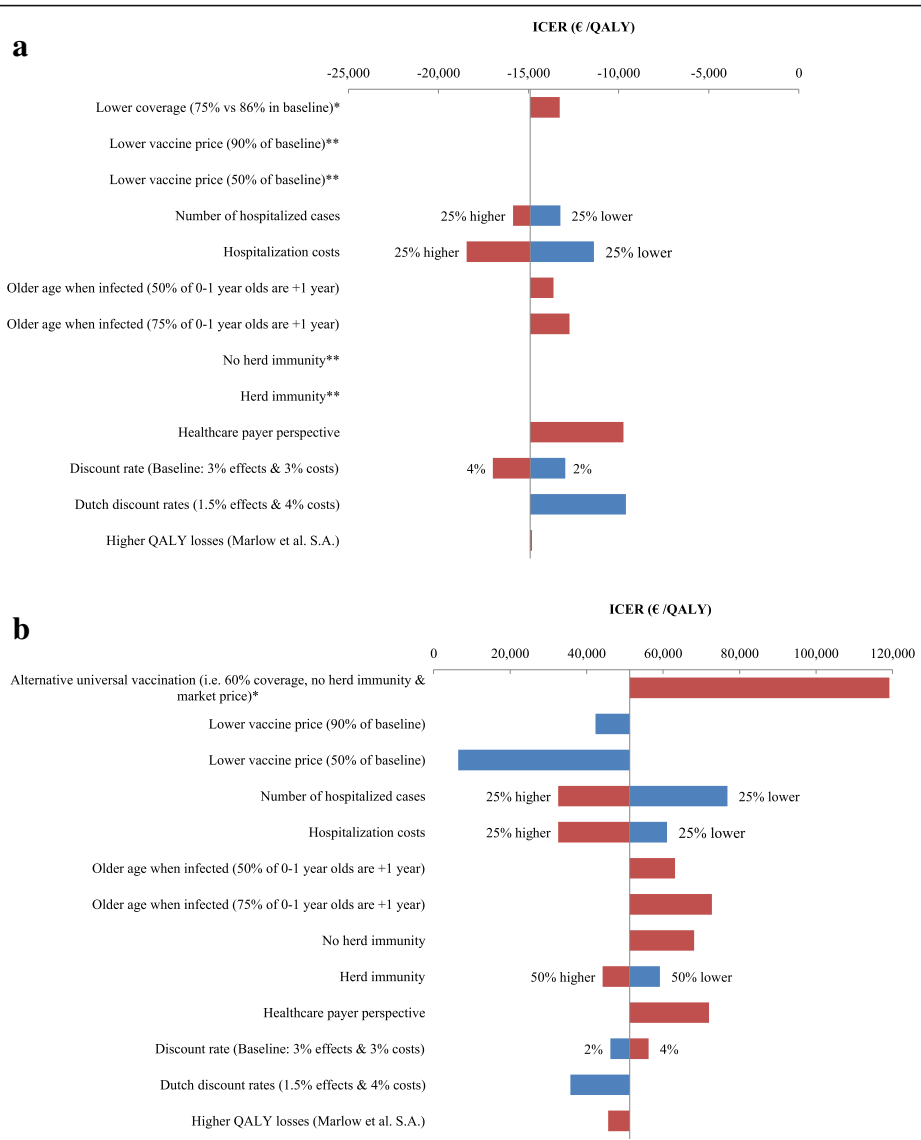 a
ICER (€ /QALY)
-25,000 -20,000 -15,000 -10,000 -5,000 0
Lower coverage (75% vs 86% in baseline)*
Lower vaccine price (90% of baseline)**
Lower vaccine price (50% of baseline)**
Number of hospitalized cases 25% higher 25% lower
Hospitalization costs 25% higher 25% lower
Older age when infected (50% of 0-1 year olds are +1 year)
Older age when infected (75% of 0-1 year olds are +1 year)
No herd immunity**
Herd immunity**
Healthcare payer perspective
Discount rate (Baseline: 3% effects & 3% costs) 4% 2%
Dutch discount rates (1.5% effects & 4% costs)
Higher QALY losses (Marlow et al. S.A.)
b
ICER (€ /QALY)
0 20,000 40,000 60,000 80,000 100,000 120,000
Alternative universal vaccination (i.e. 60% coverage, no herd immunity &
market price)*
Lower vaccine price (90% of baseline)
Lower vaccine price (50% of baseline)
Number of hospitalized cases 25% higher 25% lower
Hospitalization costs 25% higher 25% lower
Older age when infected (50% of 0-1 year olds are +1 year)
Older age when infected (75% of 0-1 year olds are +1 year)
No herd immunity
Herd immunity 50% higher 50% lower
Healthcare payer perspective
Discount rate (Baseline: 3% effects & 3% costs) 2% 4%
Dutch discount rates (1.5% effects & 4% costs)
Higher QALY losses (Marlow et al. S.A.)